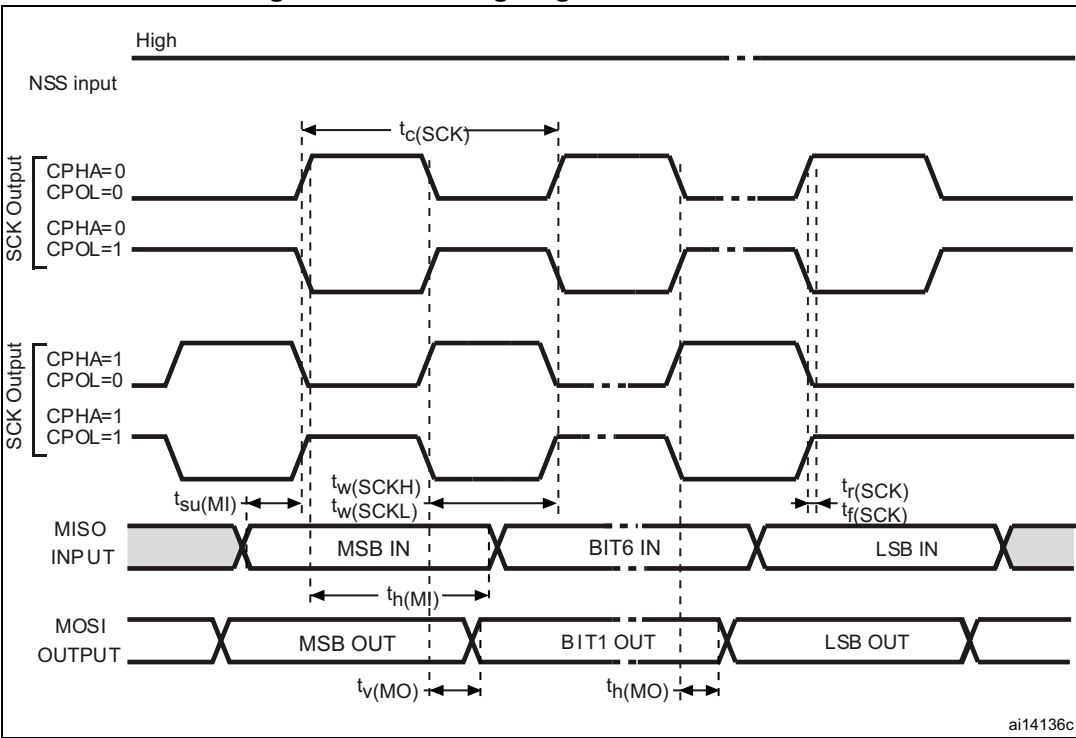 High
NSS input
tc(SCK)
SCK Output
CPHA=0
CPOL=0
CPHA=0
CPOL=1
SCK Output
CPHA=1
CPOL=0
CPHA=1
CPOL=1
tsu(MI)
tw(SCKH)
tw(SCKL)
tr(SCK)
tf(SCK)
MISO
INPUT
MSB IN
BIT6 IN
LSB IN
th(MI)
MOSI
OUTPUT
MSB OUT
BIT1 OUT
LSB OUT
tv(MO)
th(MO)
ai14136c